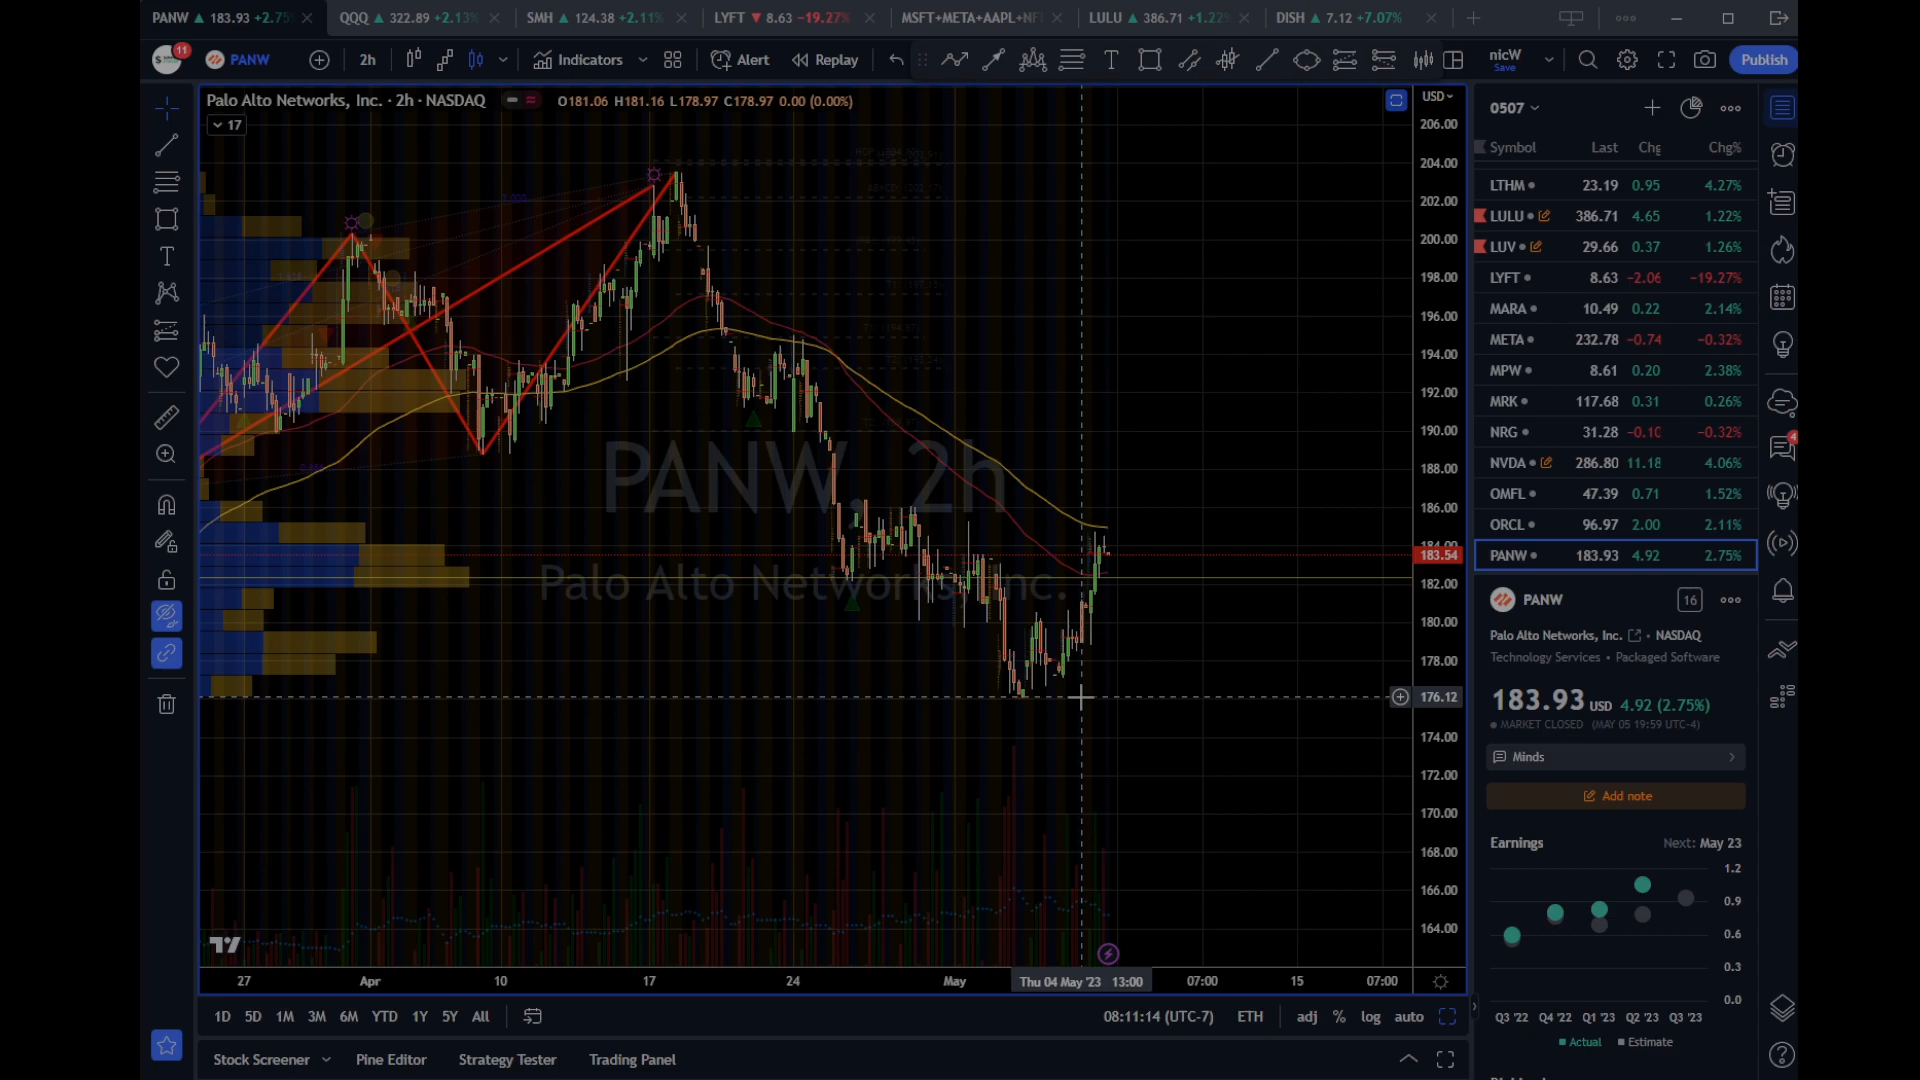 PANW 183.93 +2.75
QQQ 322.89 +2.13%
SMH 124.38 +2.11%
LYFT 8.63 −19.27%
MSFT+META+AAPL+NF
LULU 386.71 +1.22%
DISH 7.12 +7.07%
11
PANW
2h
Indicators
Alert
Replay
nicW
Save
Publish
Palo Alto Networks, Inc. · 2h · NASDAQ
O181.06 H181.16 L178.97 C178.97 0.00 (0.00%)
17
PANW, 2h
Palo Alto Networks, Inc.
USD
206.00
204.00
202.00
200.00
198.00
196.00
194.00
192.00
190.00
188.00
186.00
184.00
183.54
182.00
180.00
178.00
176.12
174.00
172.00
170.00
168.00
166.00
164.00
27
Apr
10
17
24
May
Thu 04 May '23 13:00
07:00
15
07:00
1D 5D 1M 3M 6M YTD 1Y 5Y All
08:11:14 (UTC-7)
ETH
adj % log auto
Stock Screener
Pine Editor
Strategy Tester
Trading Panel
0507
Symbol Last Chg Chg%
LTHM 23.19 0.95 4.27%
LULU 386.71 4.65 1.22%
LUV 29.66 0.37 1.26%
LYFT 8.63 −2.06 −19.27%
MARA 10.49 0.22 2.14%
META 232.78 −0.74 −0.32%
MPW 8.61 0.20 2.38%
MRK 117.68 0.31 0.26%
NRG 31.28 −0.10 −0.32%
NVDA 286.80 11.18 4.06%
OMFL 47.39 0.71 1.52%
ORCL 96.97 2.00 2.11%
PANW 183.93 4.92 2.75%
PANW
16
Palo Alto Networks, Inc. · NASDAQ
Technology Services • Packaged Software
183.93 USD 4.92 (2.75%)
MARKET CLOSED (MAY 05 19:59 UTC-4)
Minds
Add note
Earnings
Next: May 23
1.2
0.9
0.6
0.3
0.0
Q3 '22 Q4 '22 Q1 '23 Q2 '23 Q3 '23
Actual Estimate
4